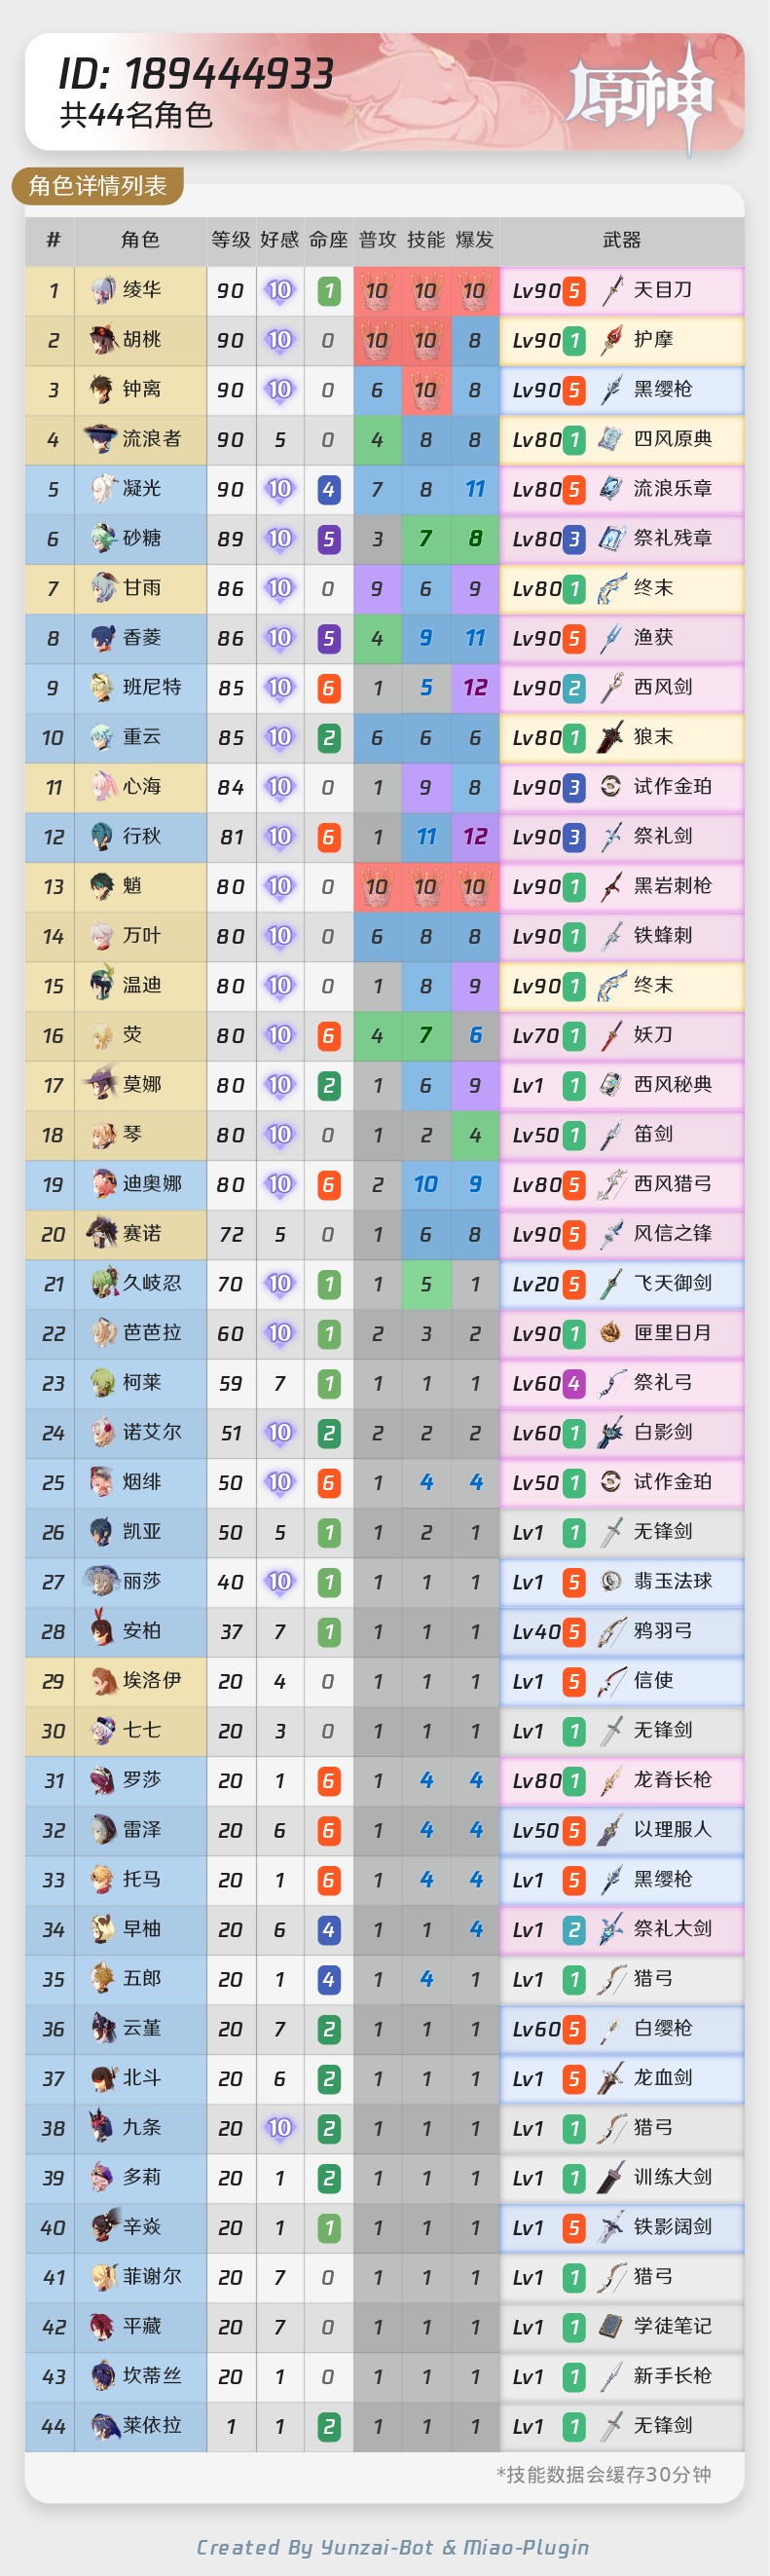 ID: 189444933
共44名角色
原神
角色详情列表
# 角色 等级 好感 命座 普攻 技能 爆发 武器
1 绫华 90 10 1 10 10 10 Lv90 5 天目刀
2 胡桃 90 10 0 10 10 8 Lv90 1 护摩
3 钟离 90 10 0 6 10 8 Lv90 5 黑缨枪
4 流浪者 90 5 0 4 8 8 Lv80 1 四风原典
5 凝光 90 10 4 7 8 11 Lv80 5 流浪乐章
6 砂糖 89 10 5 3 7 8 Lv80 3 祭礼残章
7 甘雨 86 10 0 9 6 9 Lv80 1 终末
8 香菱 86 10 5 4 9 11 Lv90 5 渔获
9 班尼特 85 10 6 1 5 12 Lv90 2 西风剑
10 重云 85 10 2 6 6 6 Lv80 1 狼末
11 心海 84 10 0 1 9 8 Lv90 3 试作金珀
12 行秋 81 10 6 1 11 12 Lv90 3 祭礼剑
13 魈 80 10 0 10 10 10 Lv90 1 黑岩刺枪
14 万叶 80 10 0 6 8 8 Lv90 1 铁蜂刺
15 温迪 80 10 0 1 8 9 Lv90 1 终末
16 荧 80 10 6 4 7 6 Lv70 1 妖刀
17 莫娜 80 10 2 1 6 9 Lv1 1 西风秘典
18 琴 80 10 0 1 2 4 Lv50 1 笛剑
19 迪奥娜 80 10 6 2 10 9 Lv80 5 西风猎弓
20 赛诺 72 5 0 1 6 8 Lv90 5 风信之锋
21 久岐忍 70 10 1 1 5 1 Lv20 5 飞天御剑
22 芭芭拉 60 10 1 2 3 2 Lv90 1 匣里日月
23 柯莱 59 7 1 1 1 1 Lv60 4 祭礼弓
24 诺艾尔 51 10 2 2 2 2 Lv60 1 白影剑
25 烟绯 50 10 6 1 4 4 Lv50 1 试作金珀
26 凯亚 50 5 1 1 2 1 Lv1 1 无锋剑
27 丽莎 40 10 1 1 1 1 Lv1 5 翡玉法球
28 安柏 37 7 1 1 1 1 Lv40 5 鸦羽弓
29 埃洛伊 20 4 0 1 1 1 Lv1 5 信使
30 七七 20 3 0 1 1 1 Lv1 1 无锋剑
31 罗莎 20 1 6 1 4 4 Lv80 1 龙脊长枪
32 雷泽 20 6 6 1 4 4 Lv50 5 以理服人
33 托马 20 1 6 1 4 4 Lv1 5 黑缨枪
34 早柚 20 6 4 1 1 4 Lv1 2 祭礼大剑
35 五郎 20 1 4 1 4 1 Lv1 1 猎弓
36 云堇 20 7 2 1 1 1 Lv60 5 白缨枪
37 北斗 20 6 2 1 1 1 Lv1 5 龙血剑
38 九条 20 10 2 1 1 1 Lv1 1 猎弓
39 多莉 20 1 2 1 1 1 Lv1 1 训练大剑
40 辛焱 20 1 1 1 1 1 Lv1 5 铁影阔剑
41 菲谢尔 20 7 0 1 1 1 Lv1 1 猎弓
42 平藏 20 7 0 1 1 1 Lv1 1 学徒笔记
43 坎蒂丝 20 1 0 1 1 1 Lv1 1 新手长枪
44 莱依拉 1 1 2 1 1 1 Lv1 1 无锋剑
*技能数据会缓存30分钟
Created By Yunzai-Bot & Miao-Plugin